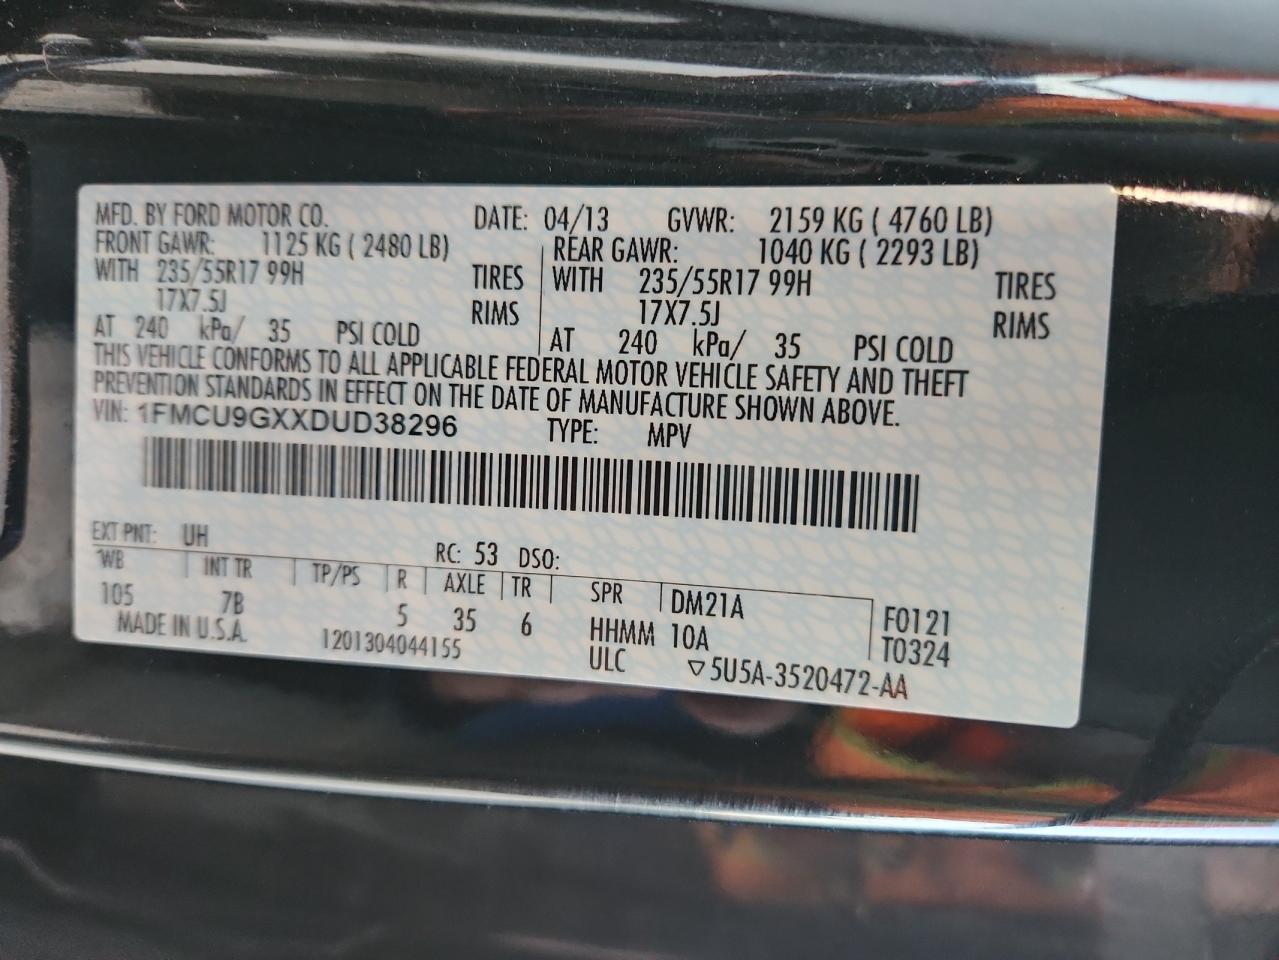 MFD. BY FORD MOTOR CO. DATE: 04/13 GVWR: 2159 KG ( 4760 LB)
FRONT GAWR: 1125 KG ( 2480 LB) REAR GAWR: 1040 KG ( 2293 LB)
WITH 235/55R17 99H TIRES WITH 235/55R17 99H TIRES
17X7.5J RIMS 17X7.5J RIMS
AT 240 kPa/ 35 PSI COLD AT 240 kPa/ 35 PSI COLD
THIS VEHICLE CONFORMS TO ALL APPLICABLE FEDERAL MOTOR VEHICLE SAFETY AND THEFT
PREVENTION STANDARDS IN EFFECT ON THE DATE OF MANUFACTURE SHOWN ABOVE.
VIN: 1FMCU9GXXDUD38296 TYPE: MPV
EXT PNT: UH RC: 53 DSO:
WB INT TR TP/PS R AXLE TR SPR DM21A F0121
105 7B 5 35 6 HHMM 10A T0324
MADE IN U.S.A. 1201304044155 ULC ▽5U5A-3520472-AA